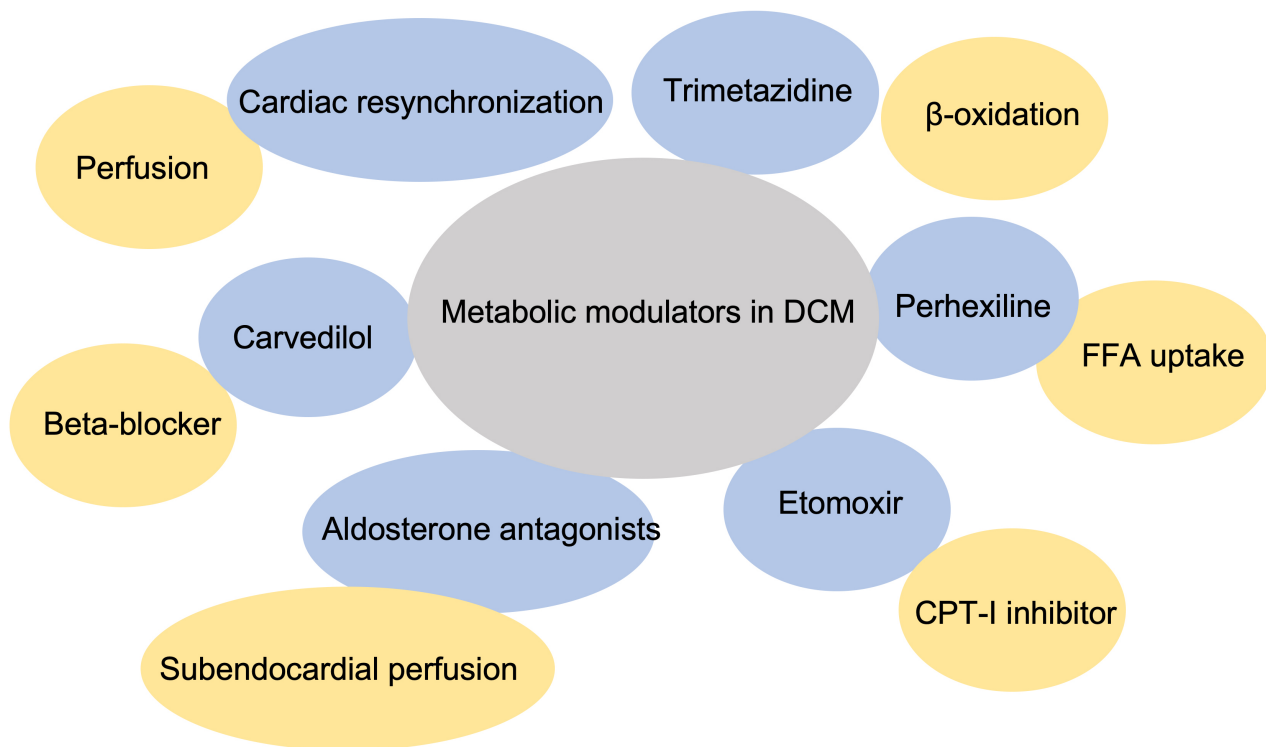 Cardiac resynchronization
Trimetazidine
β-oxidation
Perfusion
Metabolic modulators in DCM
Perhexiline
Carvedilol
FFA uptake
Beta-blocker
Etomoxir
Aldosterone antagonists
CPT-I inhibitor
Subendocardial perfusion